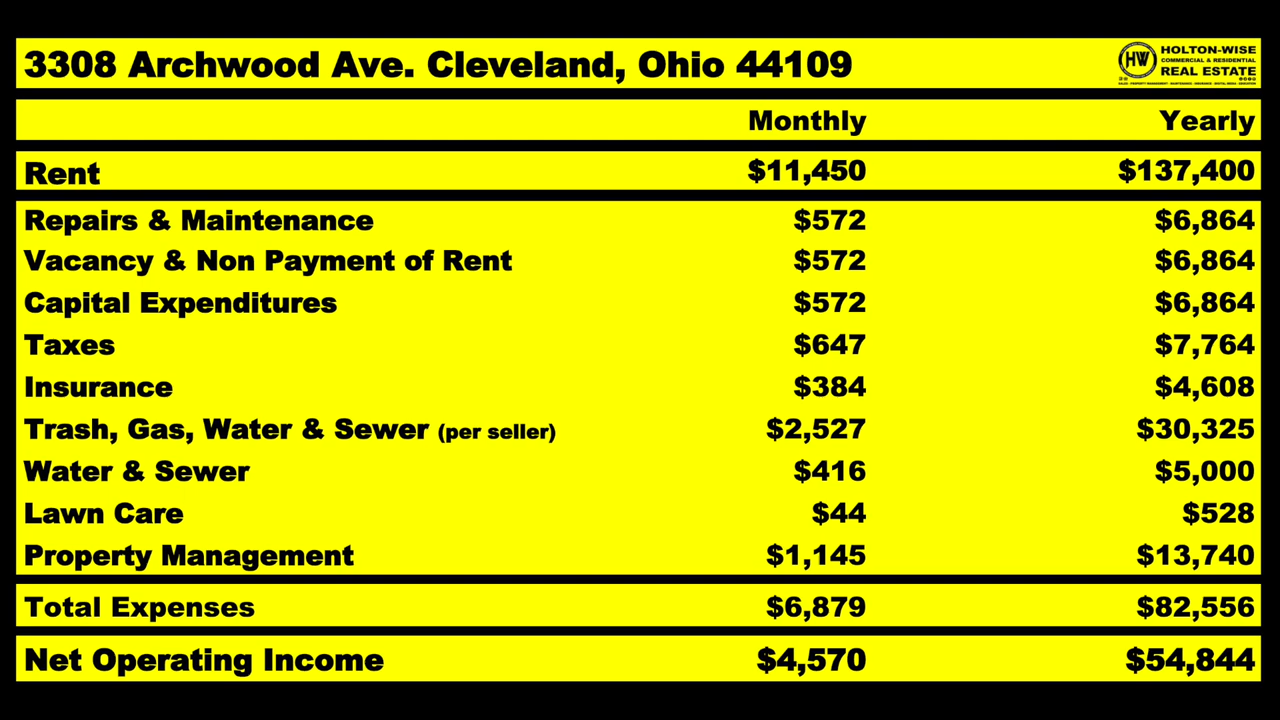 3308 Archwood Ave. Cleveland, Ohio 44109
HW
HOLTON-WISE
COMMERCIAL & RESIDENTIAL
REAL ESTATE
Monthly Yearly
Rent $11,450 $137,400
Repairs & Maintenance $572 $6,864
Vacancy & Non Payment of Rent $572 $6,864
Capital Expenditures $572 $6,864
Taxes $647 $7,764
Insurance $384 $4,608
Trash, Gas, Water & Sewer (per seller) $2,527 $30,325
Water & Sewer $416 $5,000
Lawn Care $44 $528
Property Management $1,145 $13,740
Total Expenses $6,879 $82,556
Net Operating Income $4,570 $54,844